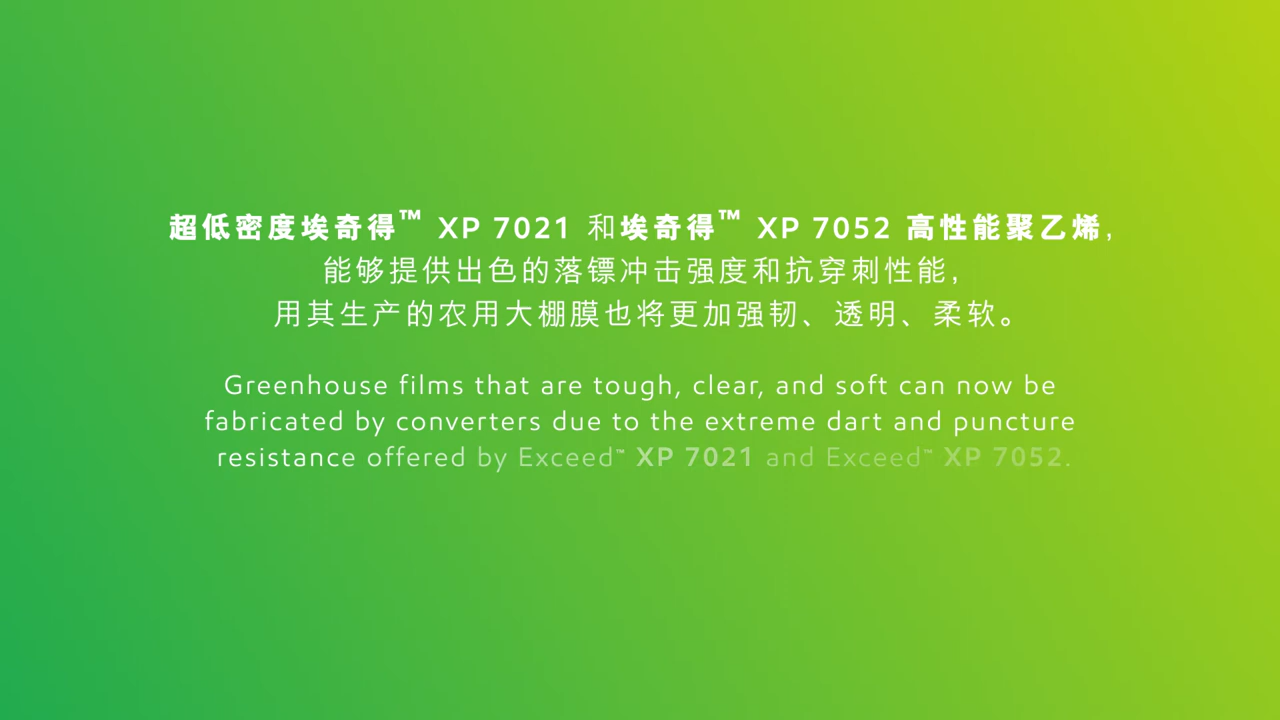 超低密度埃奇得™ XP 7021 和埃奇得™ XP 7052 高性能聚乙烯,
能够提供出色的落镖冲击强度和抗穿刺性能,
用其生产的农用大棚膜也将更加强韧、透明、柔软。
Greenhouse films that are tough, clear, and soft can now be
fabricated by converters due to the extreme dart and puncture
resistance offered by Exceed™ XP 7021 and Exceed™ XP 7052.